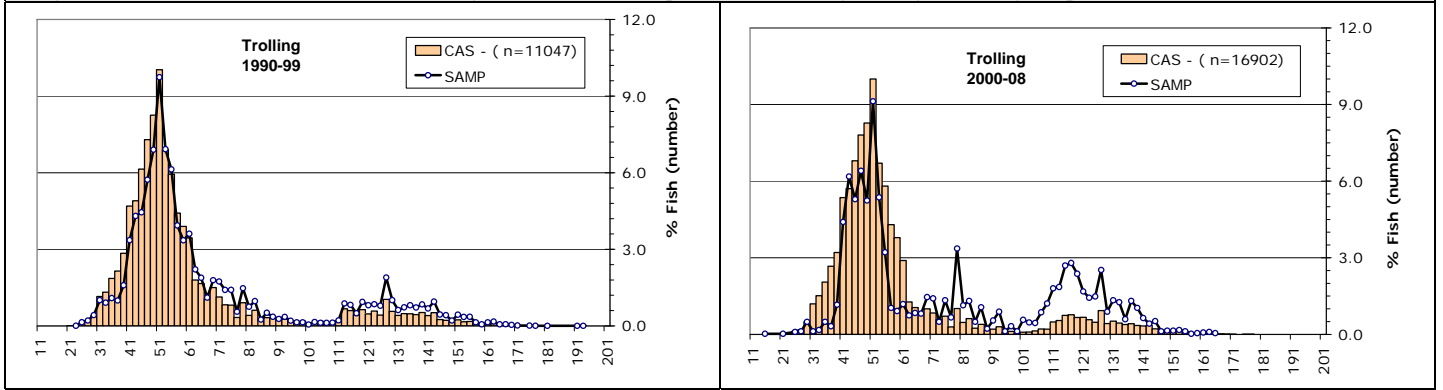 Trolling
1990-99
CAS - ( n=11047)
SAMP
12.0
9.0
6.0
3.0
0.0
% Fish (number)
11 21 31 41 51 61 71 81 91 101 111 121 131 141 151 161 171 181 191 201
Trolling
2000-08
CAS - ( n=16902)
SAMP
12.0
9.0
6.0
3.0
0.0
% Fish (number)
11 21 31 41 51 61 71 81 91 101 111 121 131 141 151 161 171 181 191 201